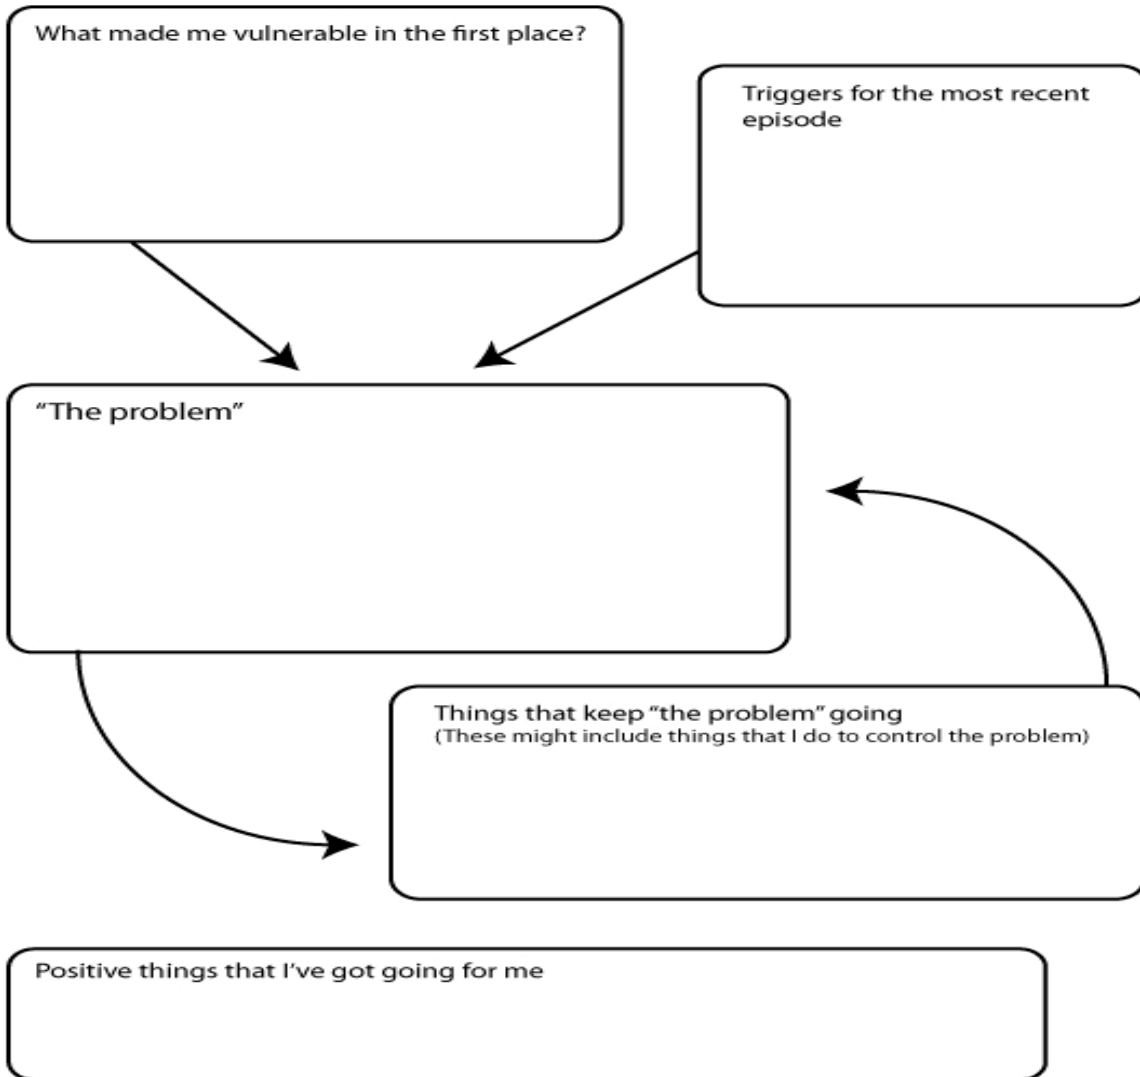 What made me vulnerable in the first place?
Triggers for the most recent
episode
“The problem”
Things that keep “the problem” going
(These might include things that I do to control the problem)
Positive things that I’ve got going for me